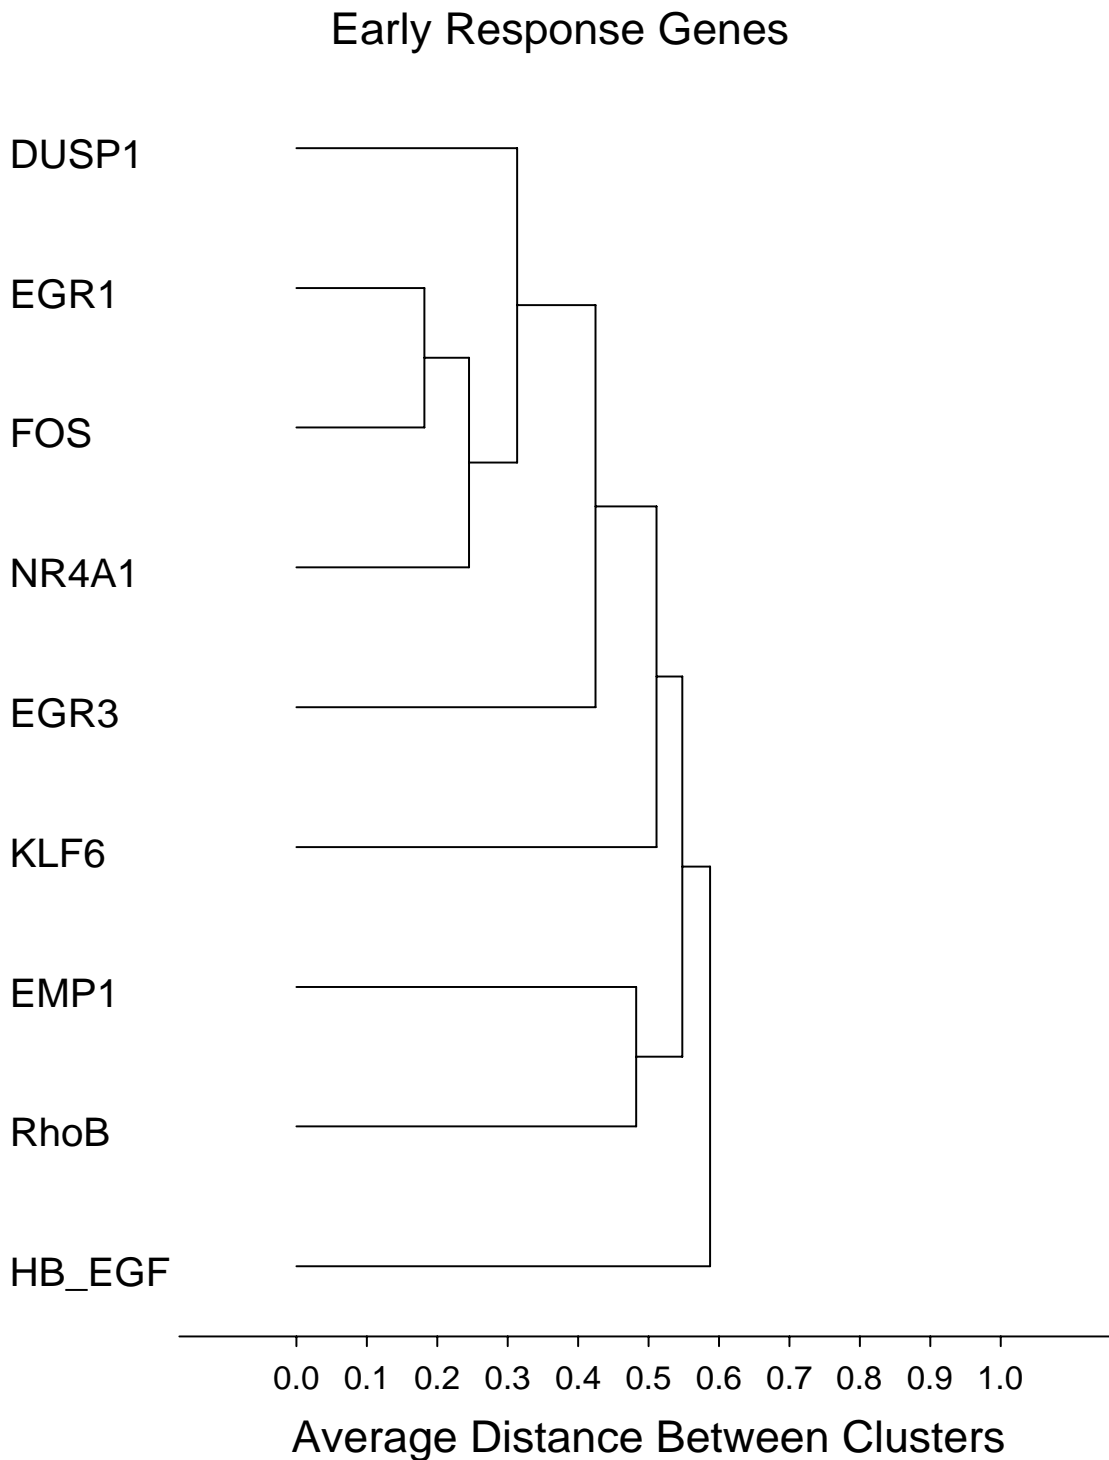 Early Response Genes
DUSP1
EGR1
FOS
NR4A1
EGR3
KLF6
EMP1
RhoB
HB_EGF
0.0 0.1 0.2 0.3 0.4 0.5 0.6 0.7 0.8 0.9 1.0
Average Distance Between Clusters